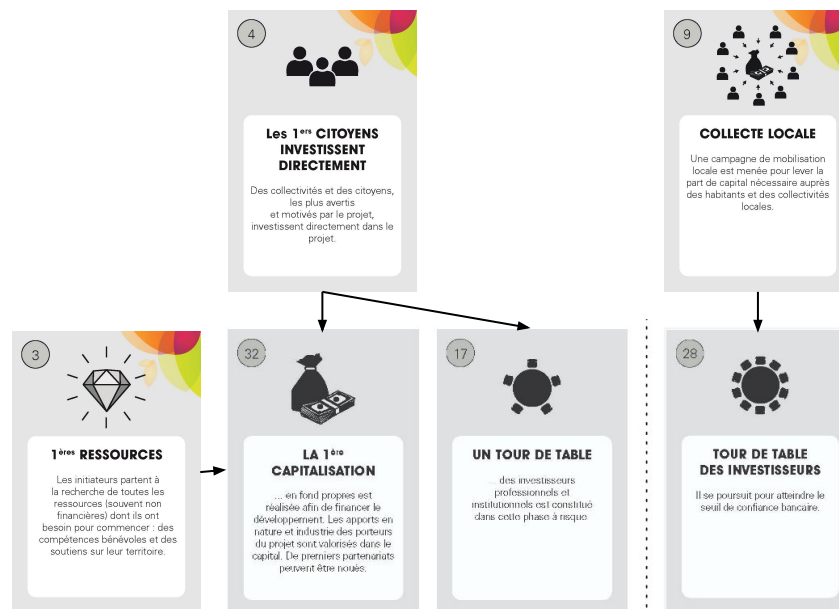 4
Les 1ers CITOYENS
INVESTISSENT
DIRECTEMENT
Des collectivités et des citoyens,
les plus avertis
et motivés par le projet,
investissent directement dans le
projet.
9
COLLECTE LOCALE
Une campagne de mobilisation
locale est menée pour lever la
part de capital nécessaire auprès
des habitants et des collectivités
locales.
3
1ères RESSOURCES
Les initiateurs partent à
la recherche de toutes les
ressources (souvent non
financières) dont ils ont
besoin pour commencer : des
compétences bénévoles et des
soutiens sur leur territoire.
32
LA 1ère
CAPITALISATION
... en fond propres est
réalisée afin de financer le
développement. Les apports en
nature et industrie des porteurs
du projet sont valorisés dans le
capital. De premiers partenariats
peuvent être noués.
17
UN TOUR DE TABLE
... des investisseurs
professionnels et
institutionnels est constitué
dans cette phase à risque
28
TOUR DE TABLE
DES INVESTISSEURS
Il se poursuit pour atteindre le
seuil de confiance bancaire.